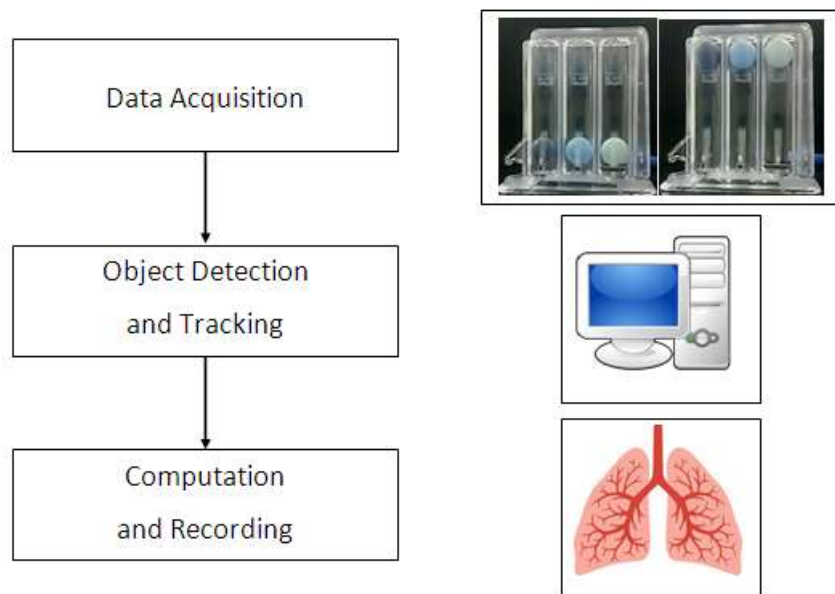 Data Acquisition
Object Detection
and Tracking
Computation
and Recording